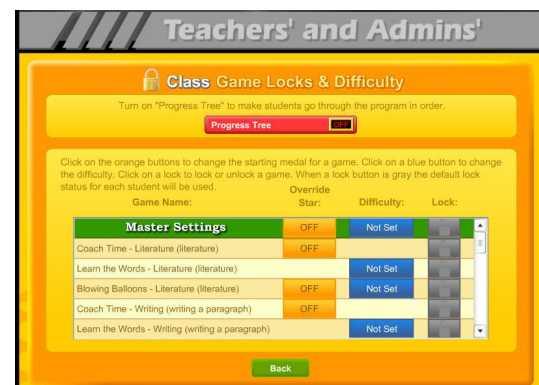 Teachers' and Admins'
Class Game Locks & Difficulty
Turn on "Progress Tree" to make students go through the program in order.
Progress Tree OFF
Click on the orange buttons to change the starting medal for a game. Click on a blue button to change
the difficulty. Click on a lock to lock or unlock a game. When a lock button is gray the default lock
status for each student will be used.
Game Name: Override Star: Difficulty: Lock:
Master Settings OFF Not Set
Coach Time - Literature (literature) OFF
Learn the Words - Literature (literature) Not Set
Blowing Balloons - Literature (literature) OFF Not Set
Coach Time - Writing (writing a paragraph) OFF
Learn the Words - Writing (writing a paragraph) Not Set
Back